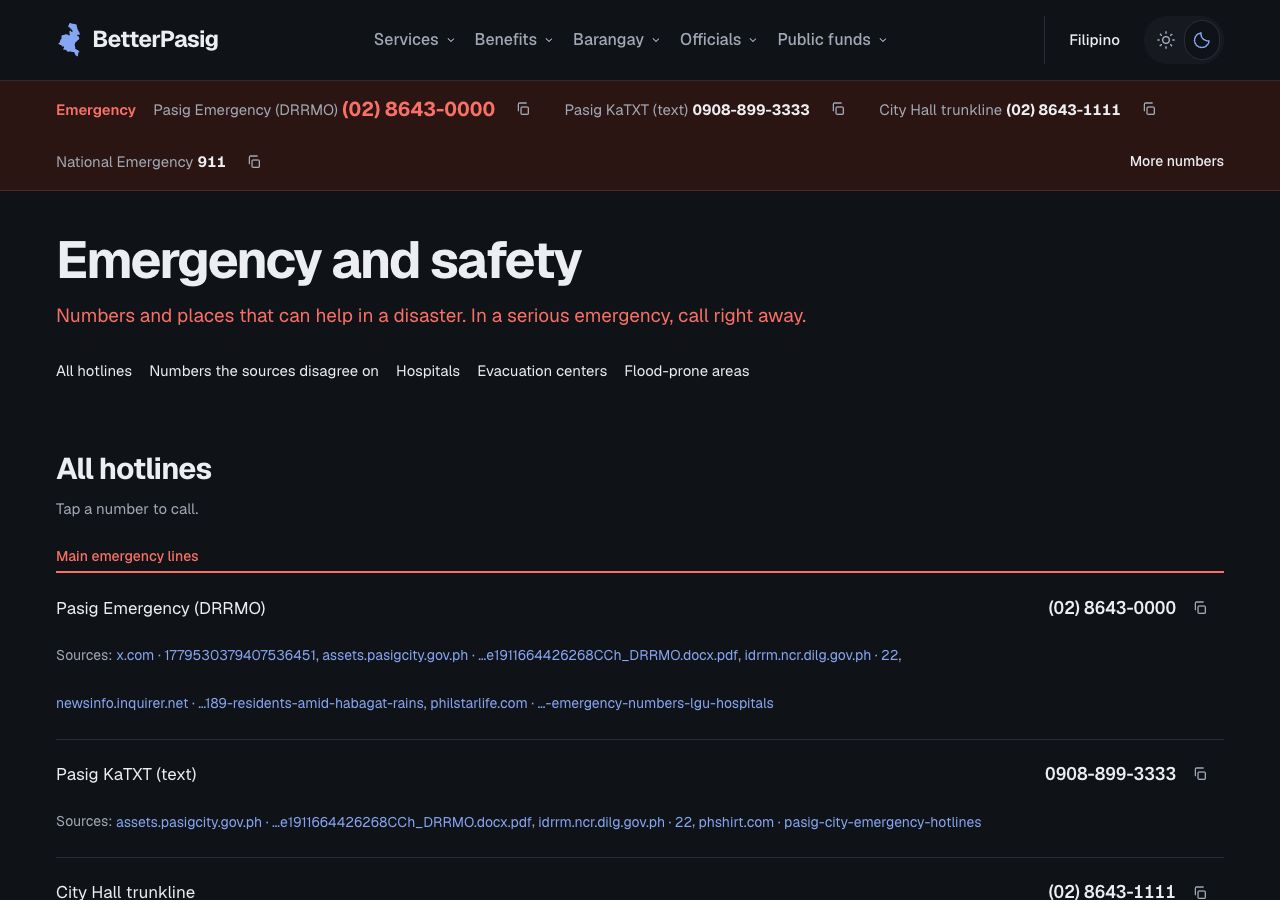 BetterPasig
Services
Benefits
Barangay
Officials
Public funds
Filipino
Emergency
Pasig Emergency (DRRMO) (02) 8643-0000
Pasig KaTXT (text) 0908-899-3333
City Hall trunkline (02) 8643-1111
National Emergency 911
More numbers
Emergency and safety
Numbers and places that can help in a disaster. In a serious emergency, call right away.
All hotlines
Numbers the sources disagree on
Hospitals
Evacuation centers
Flood-prone areas
All hotlines
Tap a number to call.
Main emergency lines
Pasig Emergency (DRRMO)
(02) 8643-0000
Sources: x.com · 1779530379407536451, assets.pasigcity.gov.ph · …e1911664426268CCh_DRRMO.docx.pdf, idrrm.ncr.dilg.gov.ph · 22,
newsinfo.inquirer.net · …189-residents-amid-habagat-rains, philstarlife.com · …-emergency-numbers-lgu-hospitals
Pasig KaTXT (text)
0908-899-3333
Sources: assets.pasigcity.gov.ph · …e1911664426268CCh_DRRMO.docx.pdf, idrrm.ncr.dilg.gov.ph · 22, phshirt.com · pasig-city-emergency-hotlines
City Hall trunkline
(02) 8643-1111